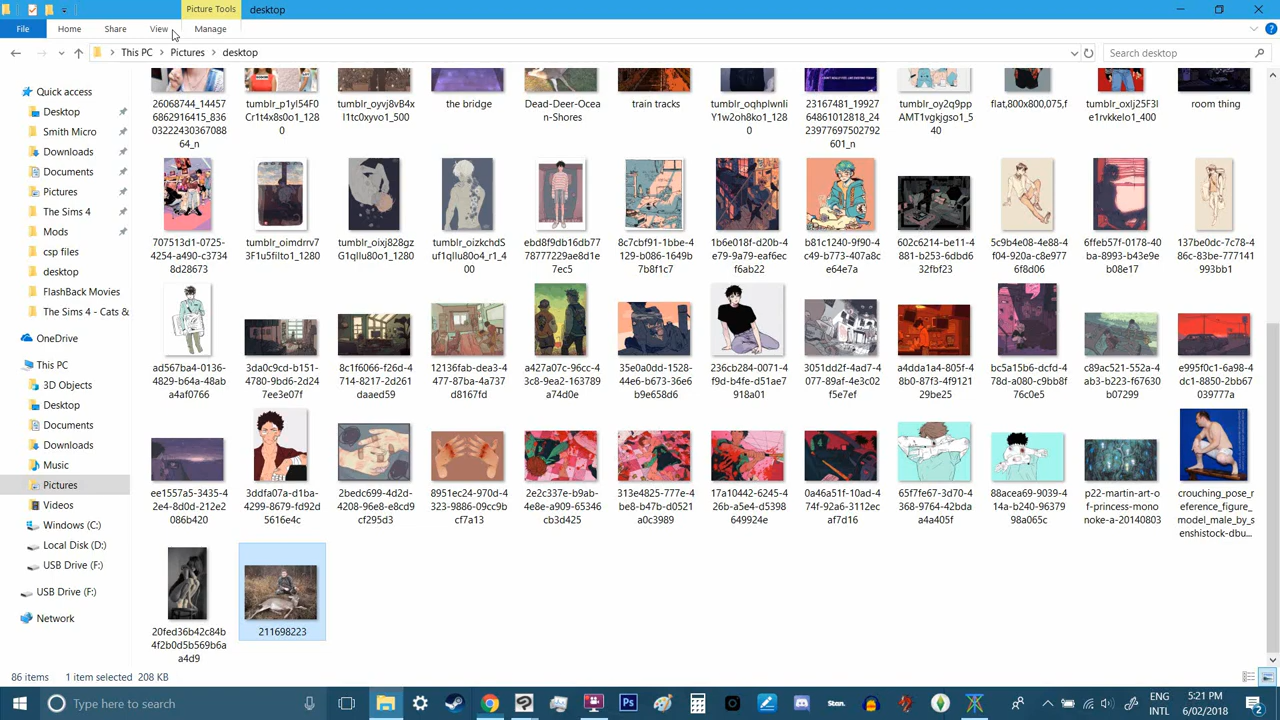 Picture Tools
desktop
File
Home
Share
View
Manage
This PC
Pictures
desktop
Search desktop
Quick access
Desktop
Smith Micro
Downloads
Documents
Pictures
The Sims 4
Mods
csp files
desktop
FlashBack Movies
The Sims 4 - Cats &
OneDrive
This PC
3D Objects
Desktop
Documents
Downloads
Music
Pictures
Videos
Windows (C:)
Local Disk (D:)
USB Drive (F:)
USB Drive (F:)
Network
26068744_14457
6862916415_836
03222430367088
64_n
tumblr_p1yl54F0
Cr1t4x8s0o1_128
0
tumblr_oyvj8vB4x
l1tc0xyvo1_500
the bridge
Dead-Deer-Ocea
n-Shores
train tracks
tumblr_oqhplwnIi
Y1w2oh8ko1_128
0
23167481_19927
64861012818_24
23977697502792
601_n
tumblr_oy2q9pp
AMT1vgkjgso1_5
40
flat,800x800,075,f
tumblr_oxlj25F3l
e1rvkkelo1_400
room thing
707513d1-0725-
4254-a490-c3734
8d28673
tumblr_oimdrrv7
3F1u5filto1_1280
tumblr_oixj828gz
G1qllu80o1_1280
tumblr_oizkchdS
uf1qllu80o4_r1_4
00
ebd8f9db16db77
78777229ae8d1e
7ec5
8c7cbf91-1bbe-4
129-b086-1649b
7b8f1c7
1b6e018f-d20b-4
e79-9a79-eaf6ec
f6ab22
b81c1240-9f90-4
c49-b773-407a8c
e64e7a
602c6214-be11-4
881-b253-6dbd6
32fbf23
5c9b4e08-4e88-4
f04-920a-c8e977
6f8d06
6ffeb57f-0178-40
ba-8993-b43e9e
b08e17
137be0dc-7c78-4
86c-83be-777141
993bb1
ad567ba4-0136-
4829-b64a-48ab
a4af0766
3da0c9cd-b151-
4780-9bd6-2d24
7ee3e07f
8c1f6066-f26d-4
714-8217-2d261
daaed59
12136fab-dea3-4
477-87ba-4a737
d8167fd
a427a07c-96cc-4
43c8-9ea2-163789
a74d0e
35e0a0dd-1528-
44e6-b673-36e6
b9e658d6
236cb284-0071-4
f9d-b4fe-d51ae7
918a01
3051dd2f-4ad7-4
077-89af-4e3c02
f5e7ef
a4dda1a4-805f-4
8b0-87f3-4f9121
29be25
bc5a15b6-dcfd-4
78d-a080-c9bb8f
76c0e5
c89ac521-552a-4
ab3-b223-f67630
b07299
e995f0c1-6a98-4
dc1-8850-2bb67
039777a
ee1557a5-3435-4
2e4-8d0d-212e2
086b420
3ddfa07a-d1ba-
4299-8679-fd92d
5616e4c
2bedc699-4d2d-
4208-96e8-e8cd9
cf295d3
8951ec24-970d-4
323-9886-09cc9b
cf7a13
2e2c337e-b9ab-
4e8e-a909-65346
cb3d425
313e4825-777e-4
be8-b47b-d0521
a0c3989
17a10442-6245-4
26b-a5e4-d5398
649924e
0a46a51f-10ad-4
74f-92a6-3112ec
af7d16
65f7fe67-3d70-4
368-9764-42bda
a4a405f
88acea69-9039-4
14a-b240-96379
98a065c
p22-martin-art-o
f-princess-mono
noke-a-20140803
crouching_pose_r
eference_figure_
model_male_by_s
enshistock-dbu...
20fed36b42c84b
4f2b0d5b569b6a
a4d9
211698223
86 items
1 item selected 208 KB
Type here to search
Ps
Stan.
ENG
INTL
5:21 PM
6/02/2018
2